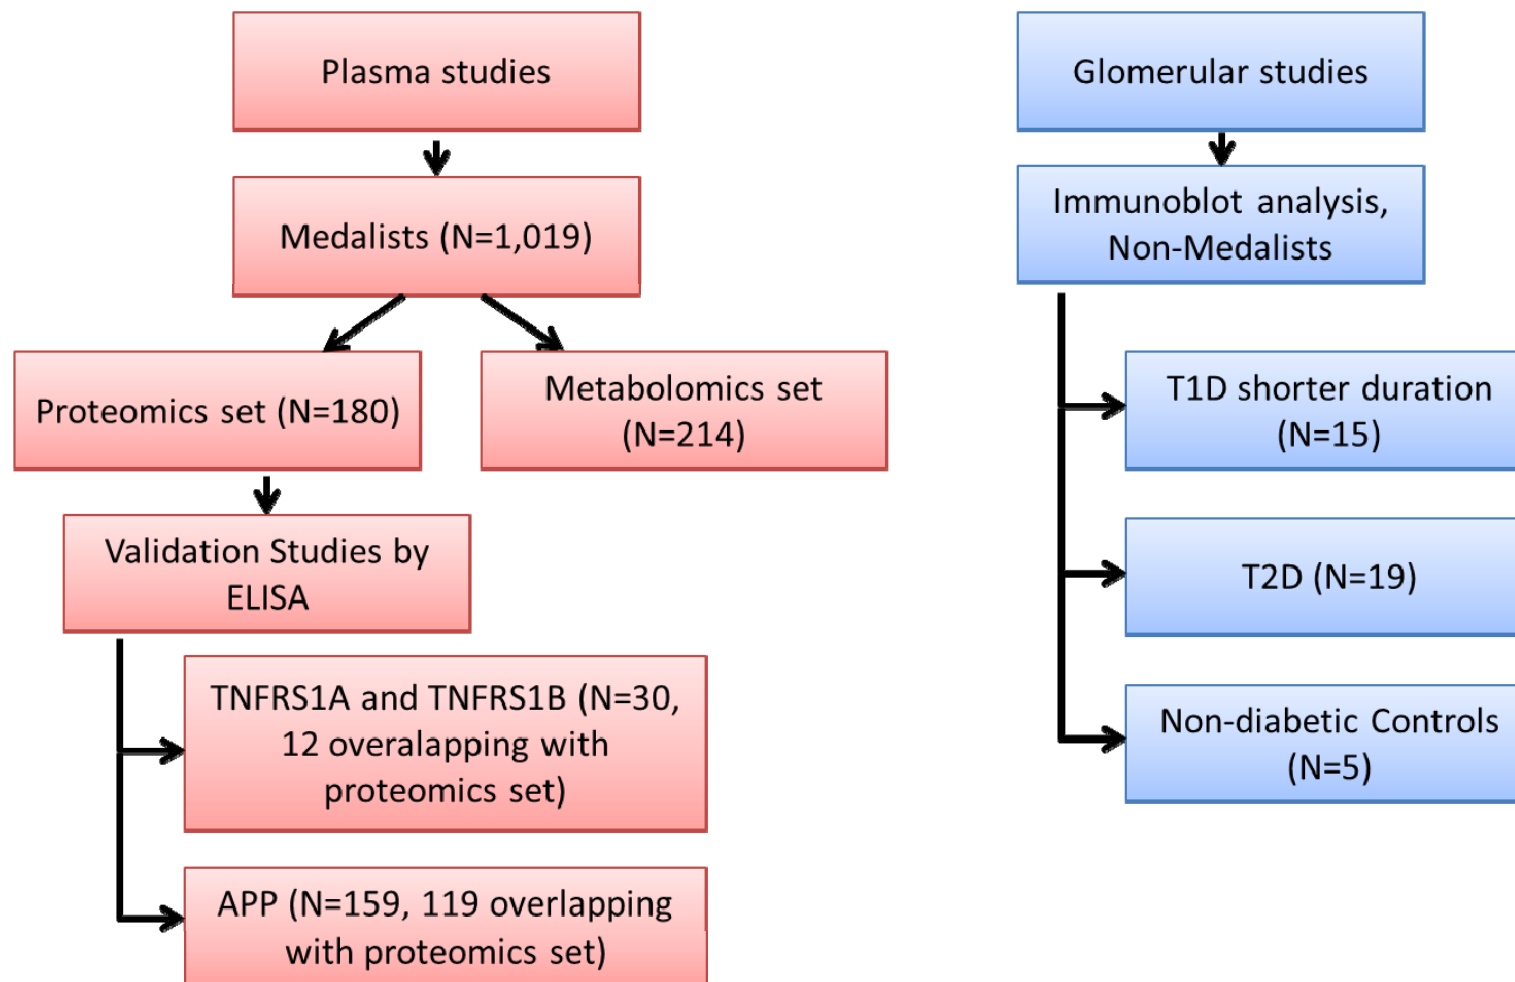 Plasma studies
Medalists (N=1,019)
Proteomics set (N=180)
Metabolomics set
(N=214)
Validation Studies by
ELISA
TNFRS1A and TNFRS1B (N=30,
12 overalapping with
proteomics set)
APP (N=159, 119 overlapping
with proteomics set)
Glomerular studies
Immunoblot analysis,
Non-Medalists
T1D shorter duration
(N=15)
T2D (N=19)
Non-diabetic Controls
(N=5)